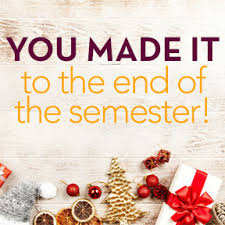 YOU MADE IT
to the end of
the semester!